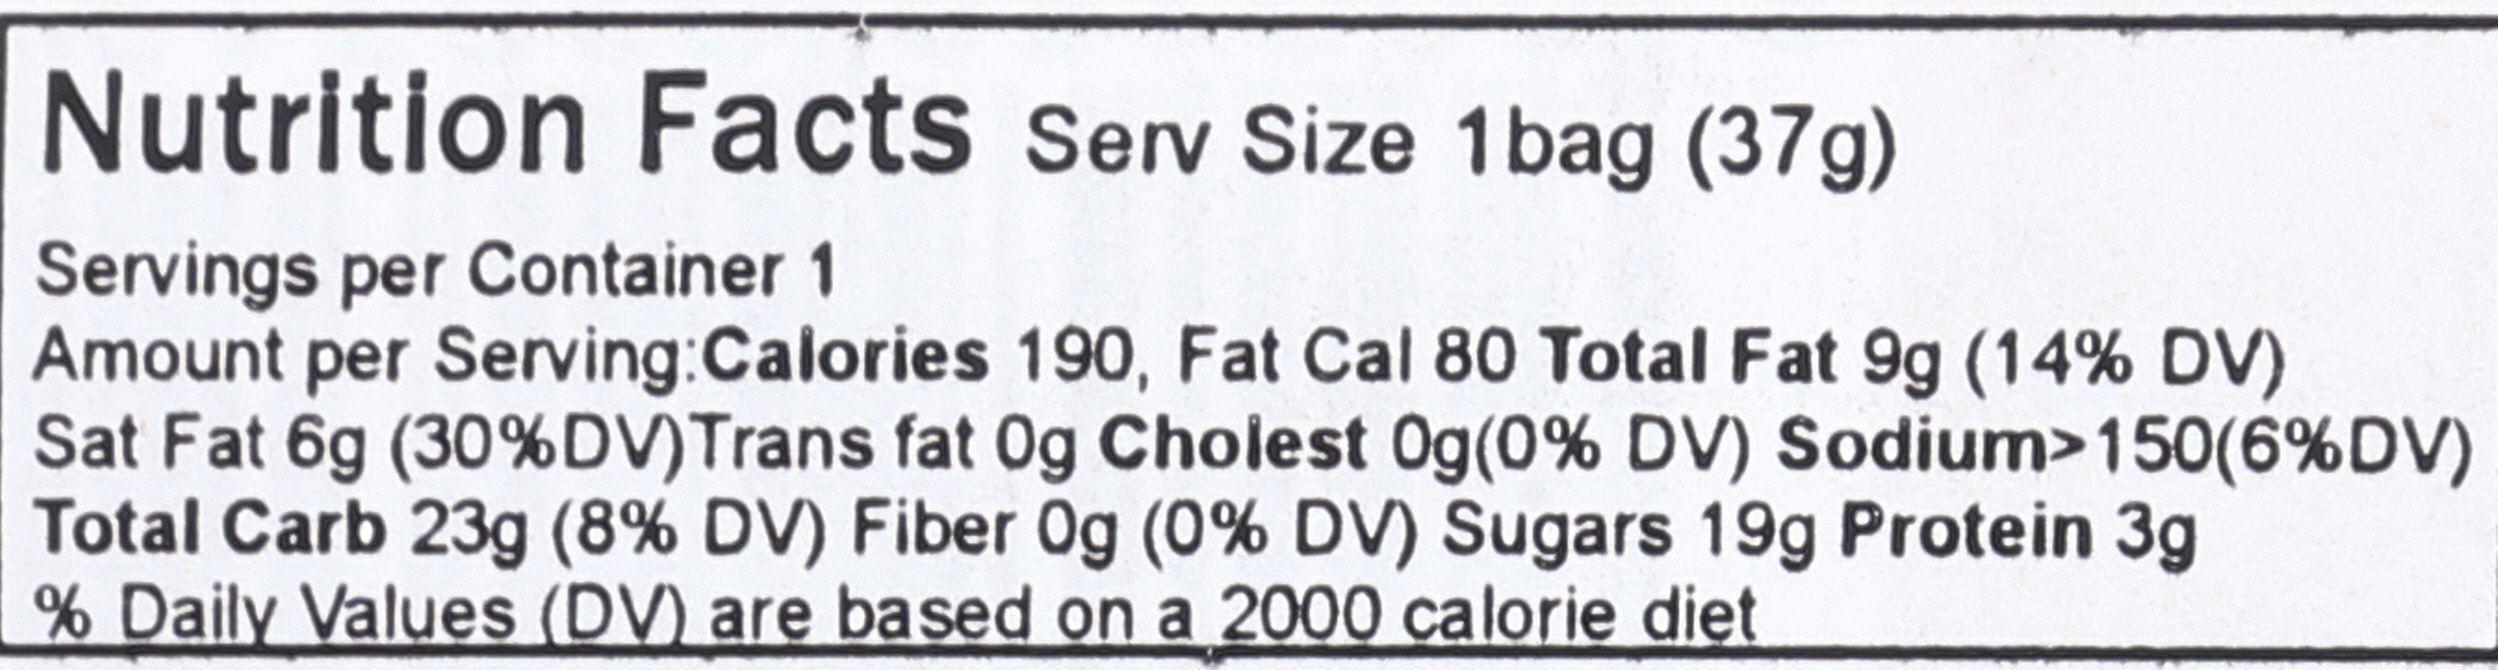 Nutrition Facts Serv Size 1bag (37g)
Servings per Container 1
Amount per Serving:Calories 190, Fat Cal 80 Total Fat 9g (14% DV)
Sat Fat 6g (30%DV)Trans fat 0g Cholest 0g(0% DV) Sodium>150(6%DV)
Total Carb 23g (8% DV) Fiber 0g (0% DV) Sugars 19g Protein 3g
% Daily Values (DV) are based on a 2000 calorie diet